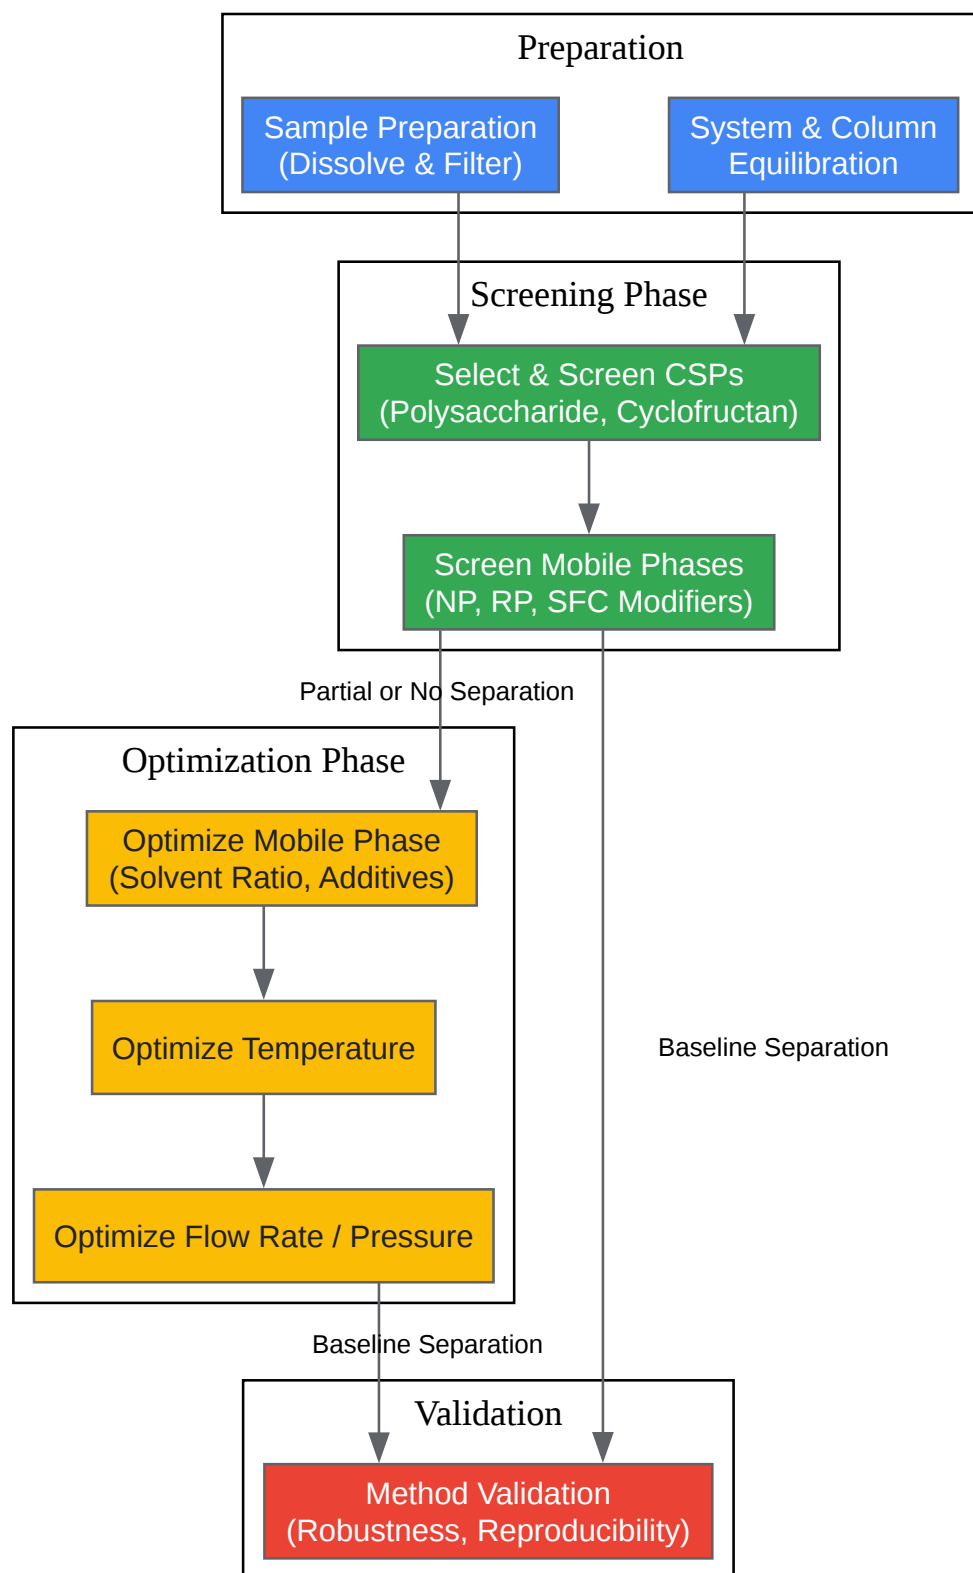 Preparation
Sample Preparation
(Dissolve & Filter)
System & Column
Equilibration
Screening Phase
Select & Screen CSPs
(Polysaccharide, Cyclofructan)
Screen Mobile Phases
(NP, RP, SFC Modifiers)
Partial or No Separation
Optimization Phase
Optimize Mobile Phase
(Solvent Ratio, Additives)
Optimize Temperature
Baseline Separation
Optimize Flow Rate / Pressure
Baseline Separation
Validation
Method Validation
(Robustness, Reproducibility)